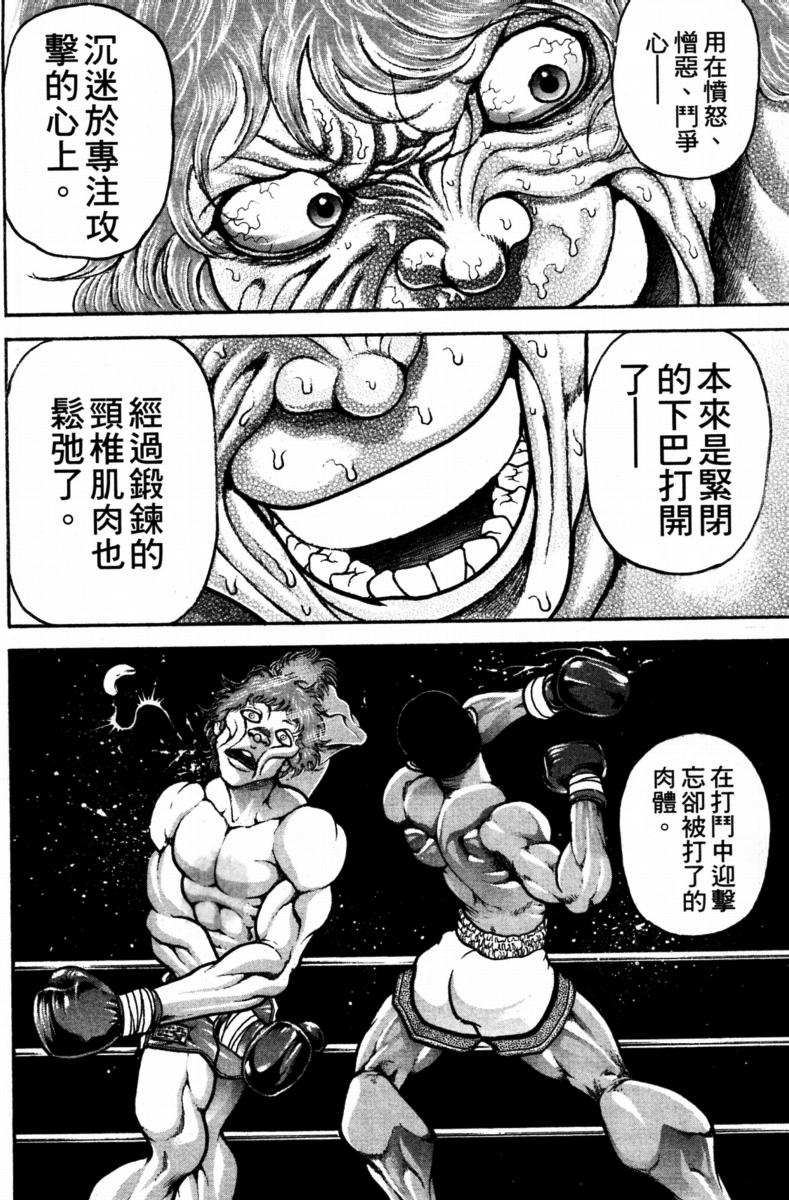 用在憤怒、
憎惡、鬥爭
心——
沉迷於專注攻
擊的心上。
本來是緊閉
的下巴打開
了——
經過鍛鍊的
頸椎肌肉也
鬆弛了。
在打鬥中迎擊
忘卻被打了的
肉體。